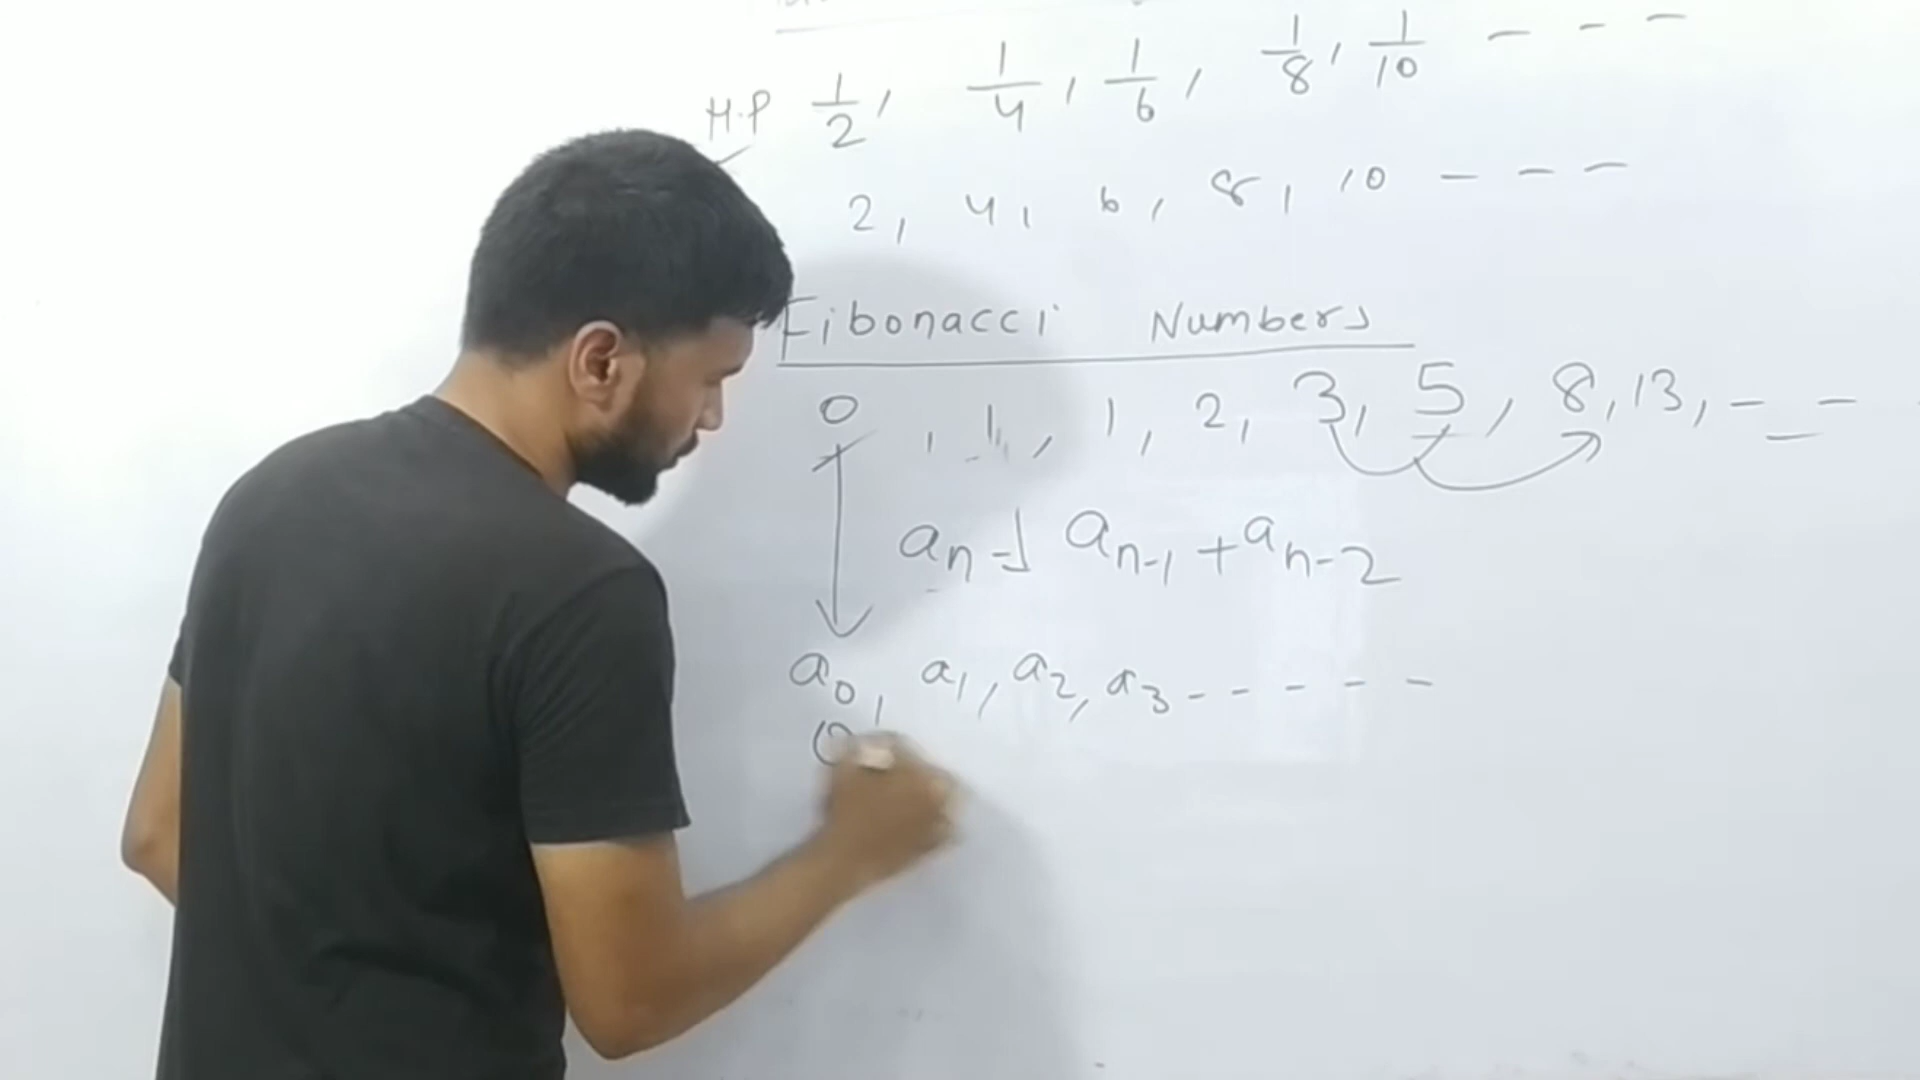 H.P 1/2, 1/4, 1/6, 1/8, 1/10 - - -
2, 4, 6, 8, 10 - - -
Fibonacci Numbers
0, 1, 1, 2, 3, 5, 8, 13, - - -
aₙ = aₙ₋₁ + aₙ₋₂
a₀, a₁, a₂, a₃ - - - - -
0